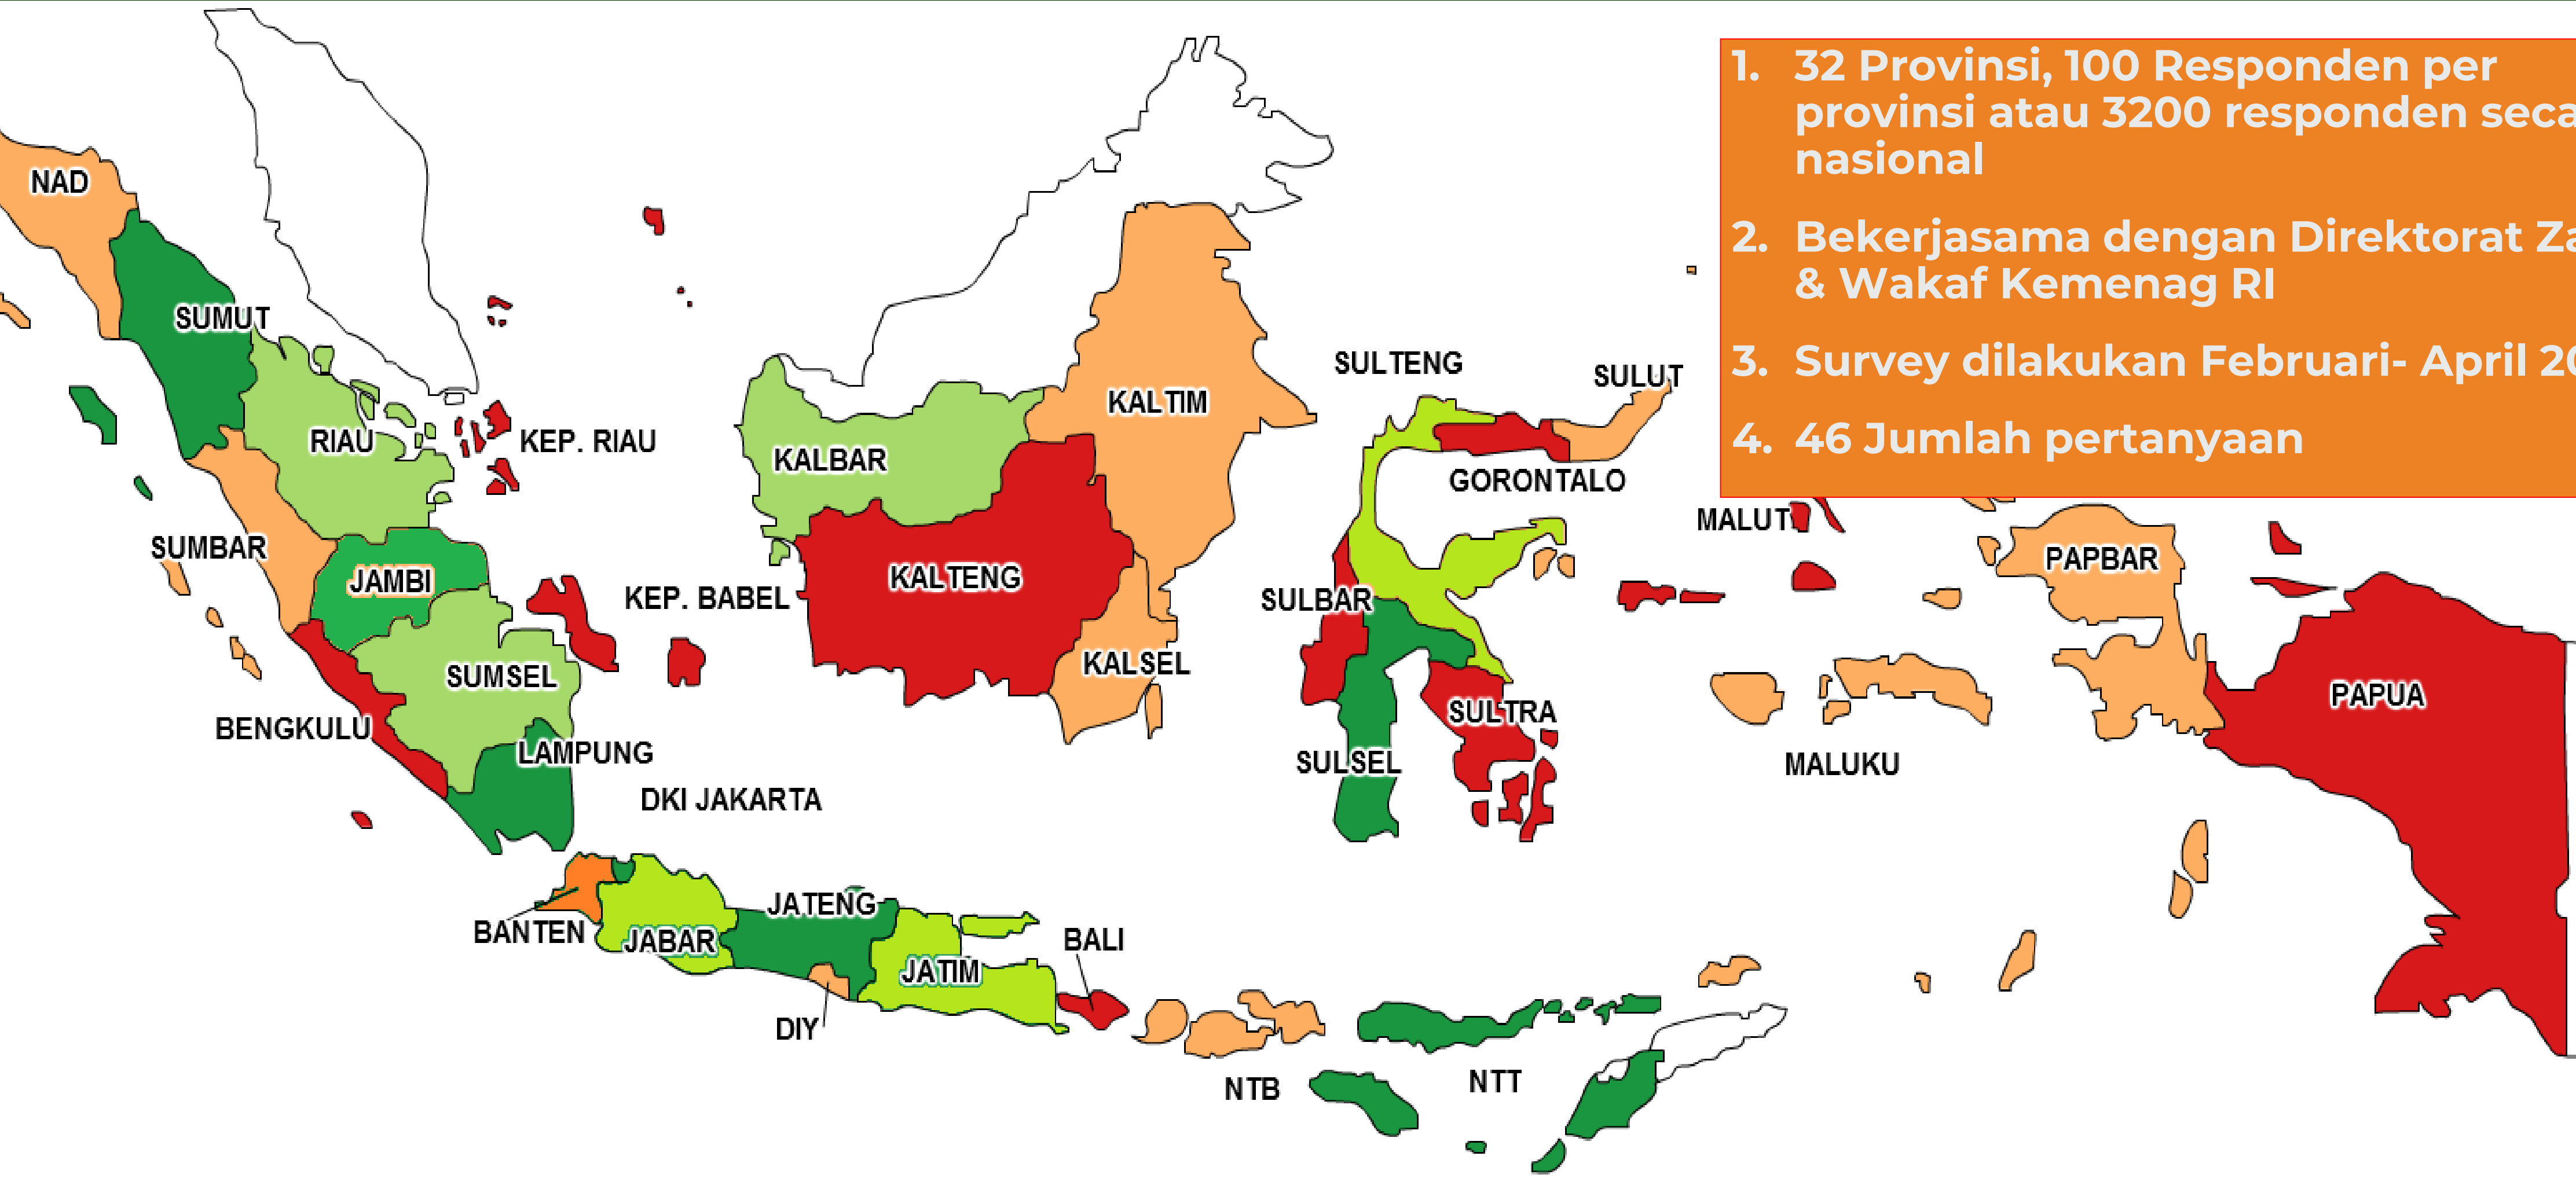 1. 32 Provinsi, 100 Responden per
provinsi atau 3200 responden
nasional
2. Bekerjasama dengan Direktorat
& Wakaf Kemenag RI
3. Survey dilakukan Februari- April
4. 46 Jumlah pertanyaan
NAD
SUMUT
RIAU
KEP. RIAU
SUMBAR
JAMBI
KEP. BABEL
SUMSEL
BENGKULU
LAMPUNG
DKI JAKARTA
BANTEN
JABAR
JATENG
DIY
JATIM
BALI
NTB
NTT
KALBAR
KALTIM
KALTENG
KALSEL
SULTENG
SULUT
GORONTALO
SULBAR
SULTRA
SULSEL
MALUT
MALUKU
PAPBAR
PAPUA